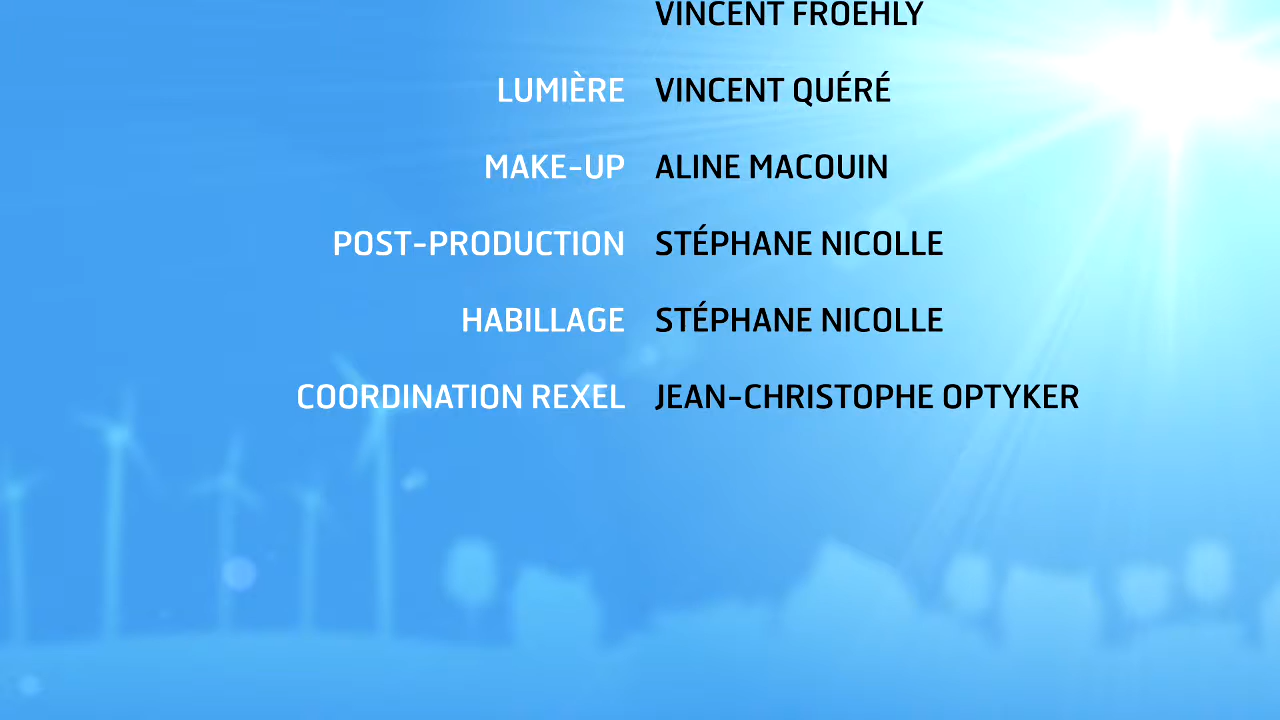 VINCENT FROEHLY
LUMIÈRE VINCENT QUÉRÉ
MAKE-UP ALINE MACOUIN
POST-PRODUCTION STÉPHANE NICOLLE
HABILLAGE STÉPHANE NICOLLE
COORDINATION REXEL JEAN-CHRISTOPHE OPTYKER